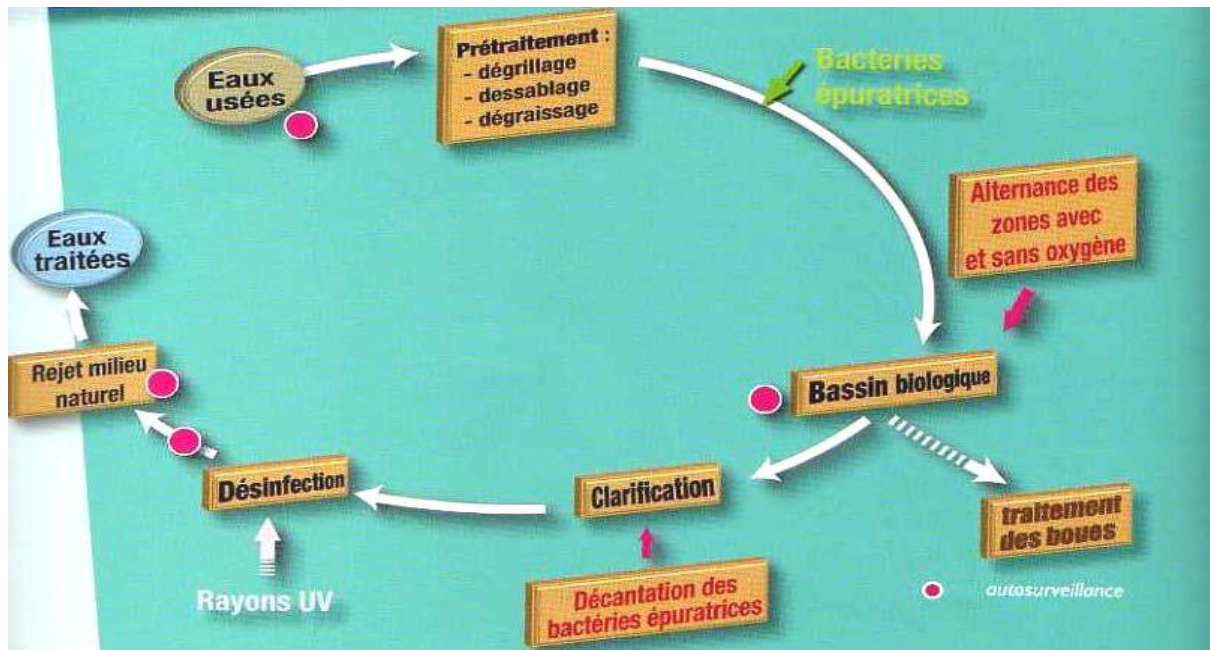 Eaux
usées
Prétraitement :
- dégrillage
- dessablage
- dégraissage
Bactéries
épuratrices
Alternance des
zones avec
et sans oxygène
Bassin biologique
traitement
des boues
Clarification
Décantation des
bactéries épuratrices
Désinfection
Rayons UV
Rejet milieu
naturel
Eaux
traitées
autosurveillance